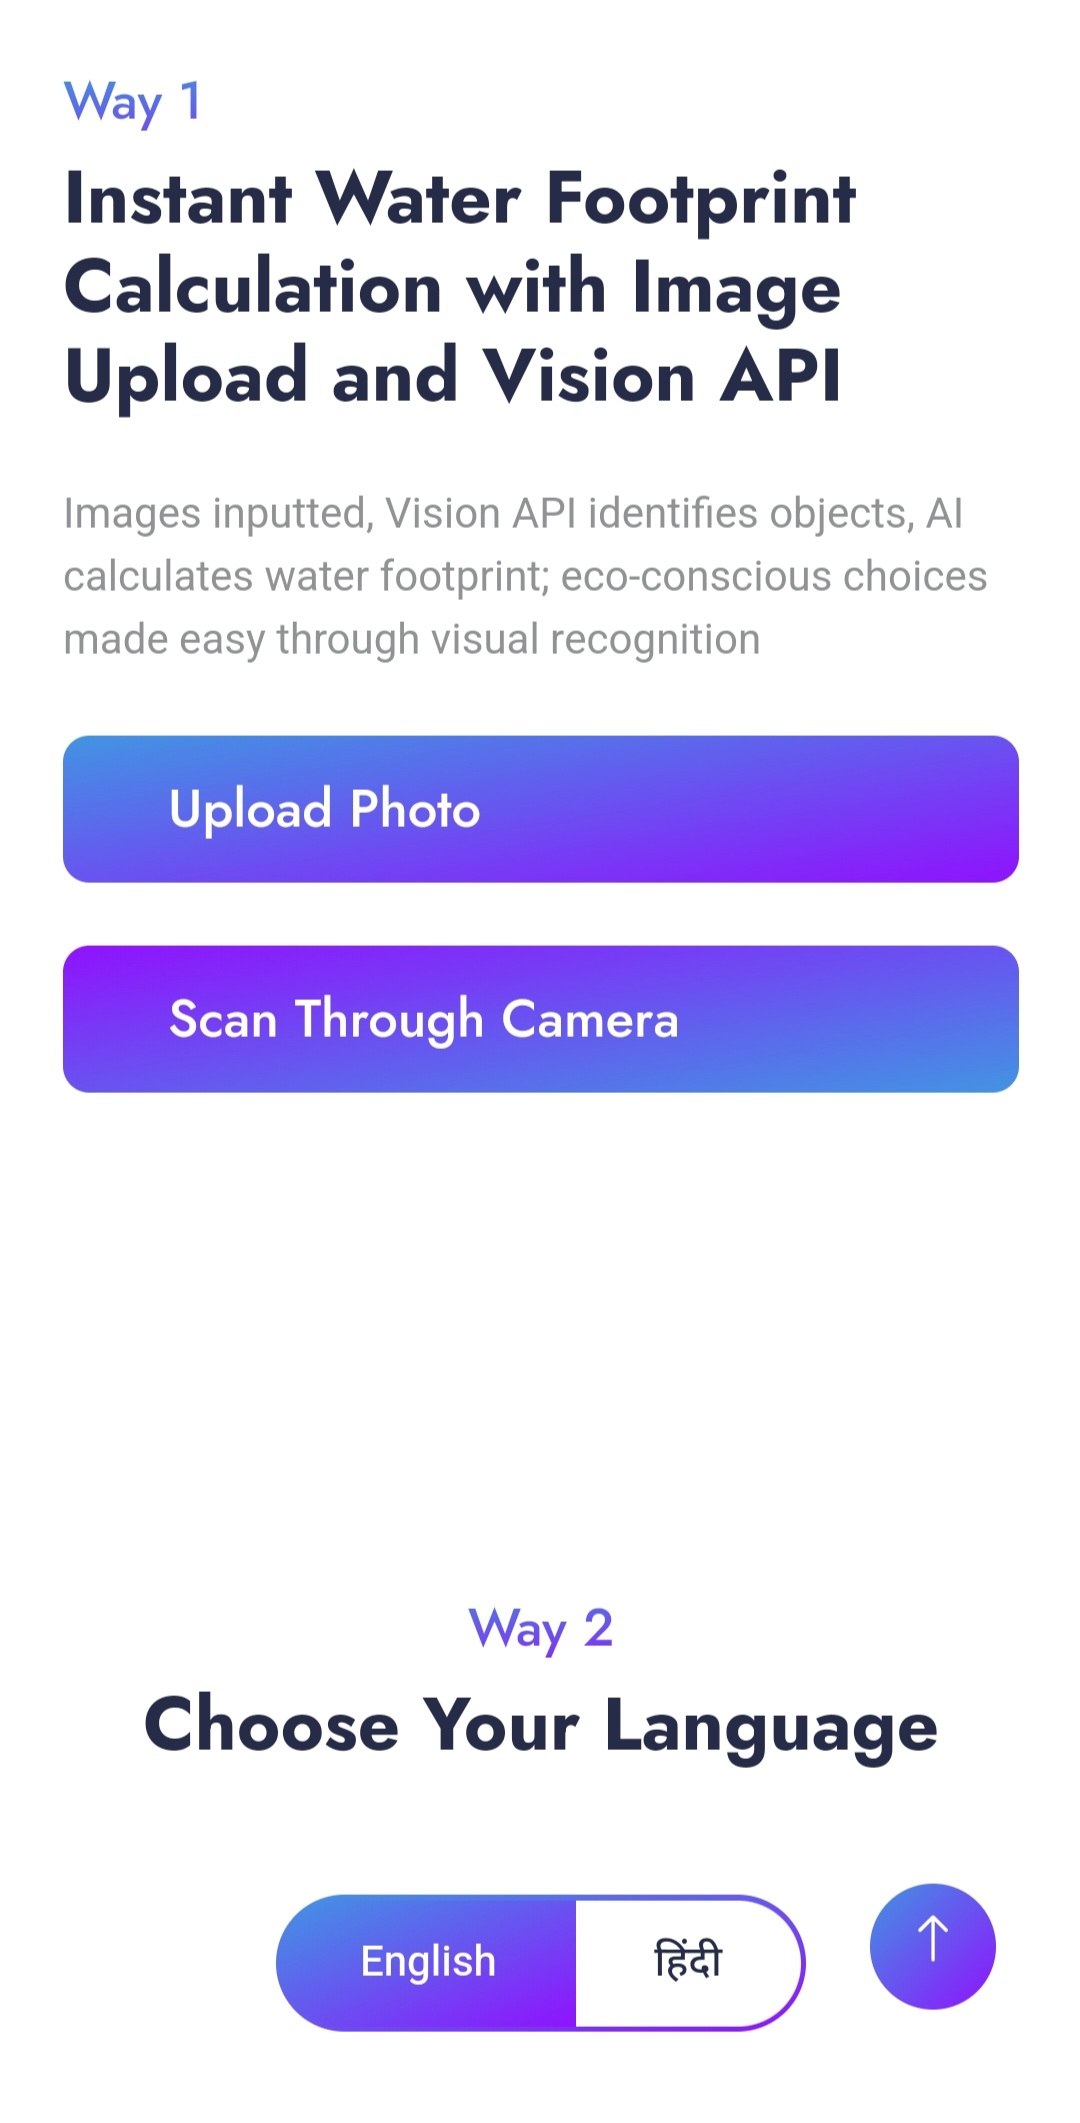 Way 1
Instant Water Footprint
Calculation with Image
Upload and Vision API
Images inputted, Vision API identifies objects, AI
calculates water footprint; eco-conscious choices
made easy through visual recognition
Upload Photo
Scan Through Camera
Way 2
Choose Your Language
English हिंदी